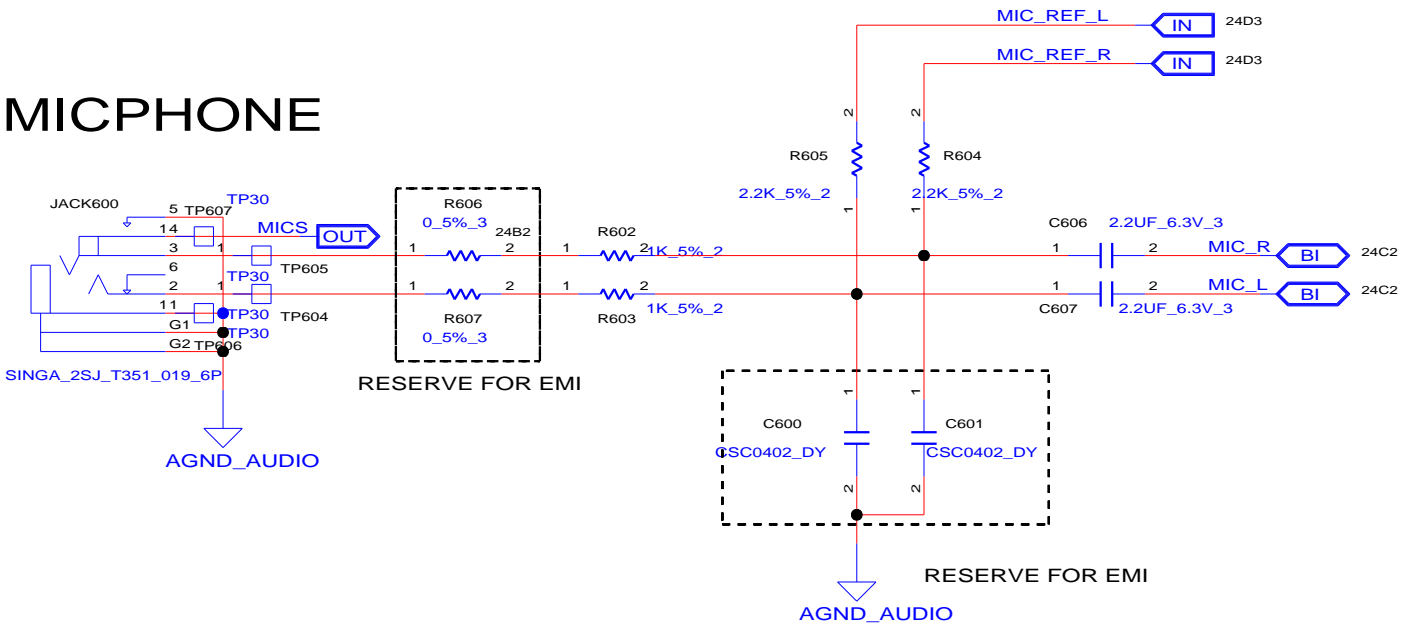 MIC_REF_L
IN
24D3
MIC_REF_R
IN
24D3
MICPHONE
2
2
R605
R604
2.2K_5%_2
2.2K_5%_2
1
1
JACK600
5
TP607
TP30
14
MICS
OUT
3
1
TP605
6
TP30
2
1
11
TP30
TP604
G1
TP30
G2
TP606
SINGA_2SJ_T351_019_6P
AGND_AUDIO
R606
0_5%_3
24B2
1
2
1
2
R607
0_5%_3
RESERVE FOR EMI
R602
1
2
1K_5%_2
1
2
R603
1K_5%_2
C606
2.2UF_6.3V_3
1
2
MIC_R
BI
24C2
1
2
MIC_L
BI
24C2
C607
2.2UF_6.3V_3
1
1
C600
C601
CSC0402_DY
CSC0402_DY
2
2
RESERVE FOR EMI
AGND_AUDIO